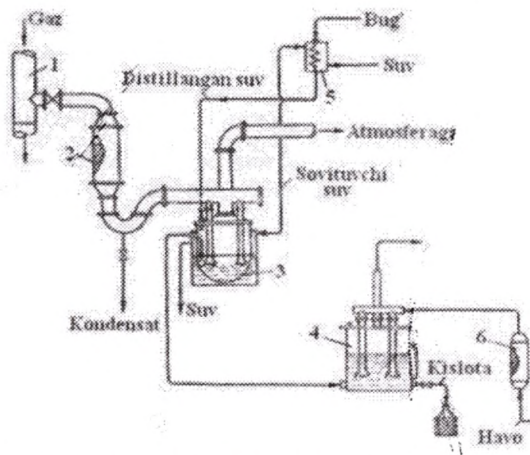 Gaz
Bug'
1
Suv
Distillangan suv
5
2
Atmosferaga
Sovituvchi
suv
3
Suv
Kondensat
4
6
Kislota
Havo